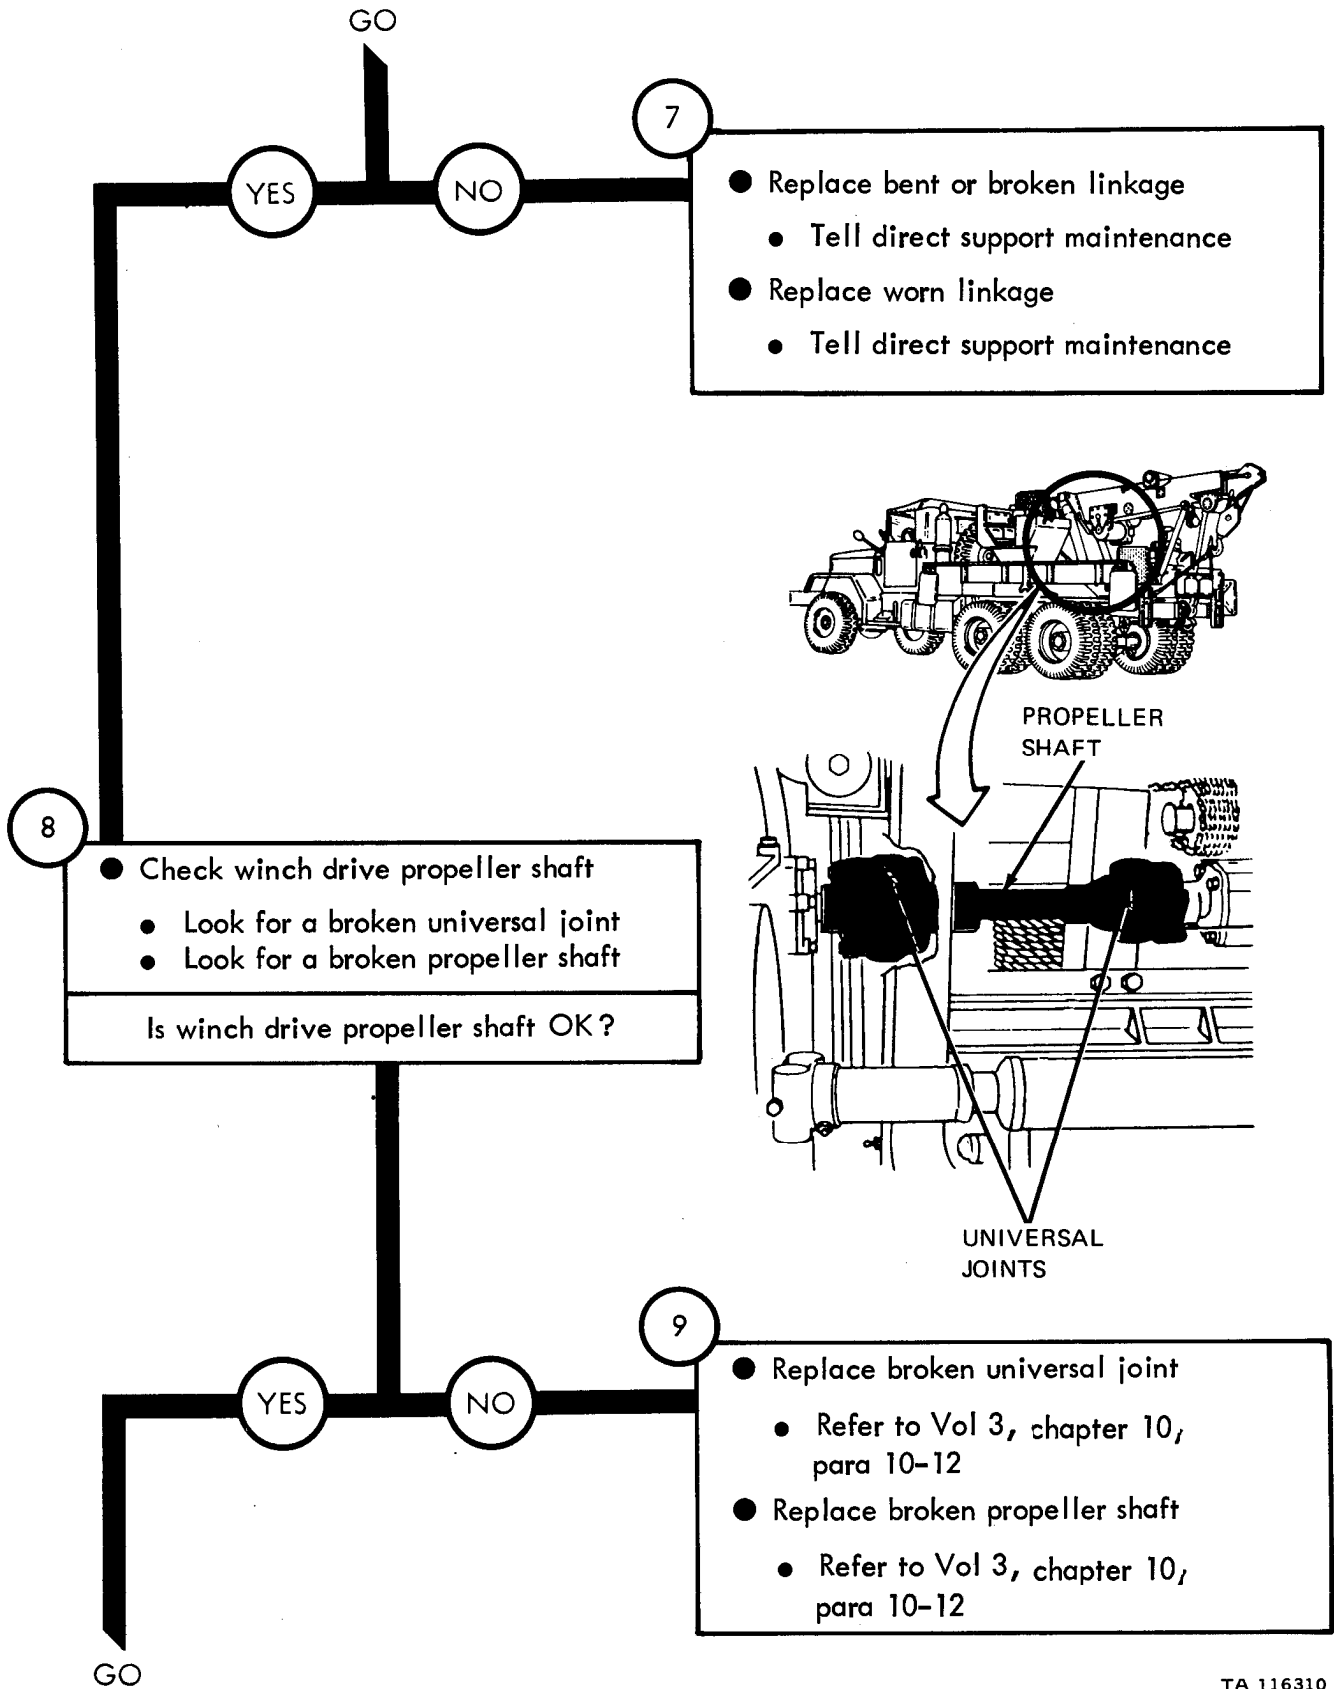 GO
YES
NO
7
● Replace bent or broken linkage
● Tell direct support maintenance
● Replace worn linkage
● Tell direct support maintenance
PROPELLER
SHAFT
8
● Check winch drive propeller shaft
● Look for a broken universal joint
● Look for a broken propeller shaft
Is winch drive propeller shaft OK?
UNIVERSAL
JOINTS
YES
NO
9
● Replace broken universal joint
● Refer to Vol 3, chapter 10,
para 10-12
● Replace broken propeller shaft
● Refer to Vol 3, chapter 10,
para 10-12
GO
TA 116310